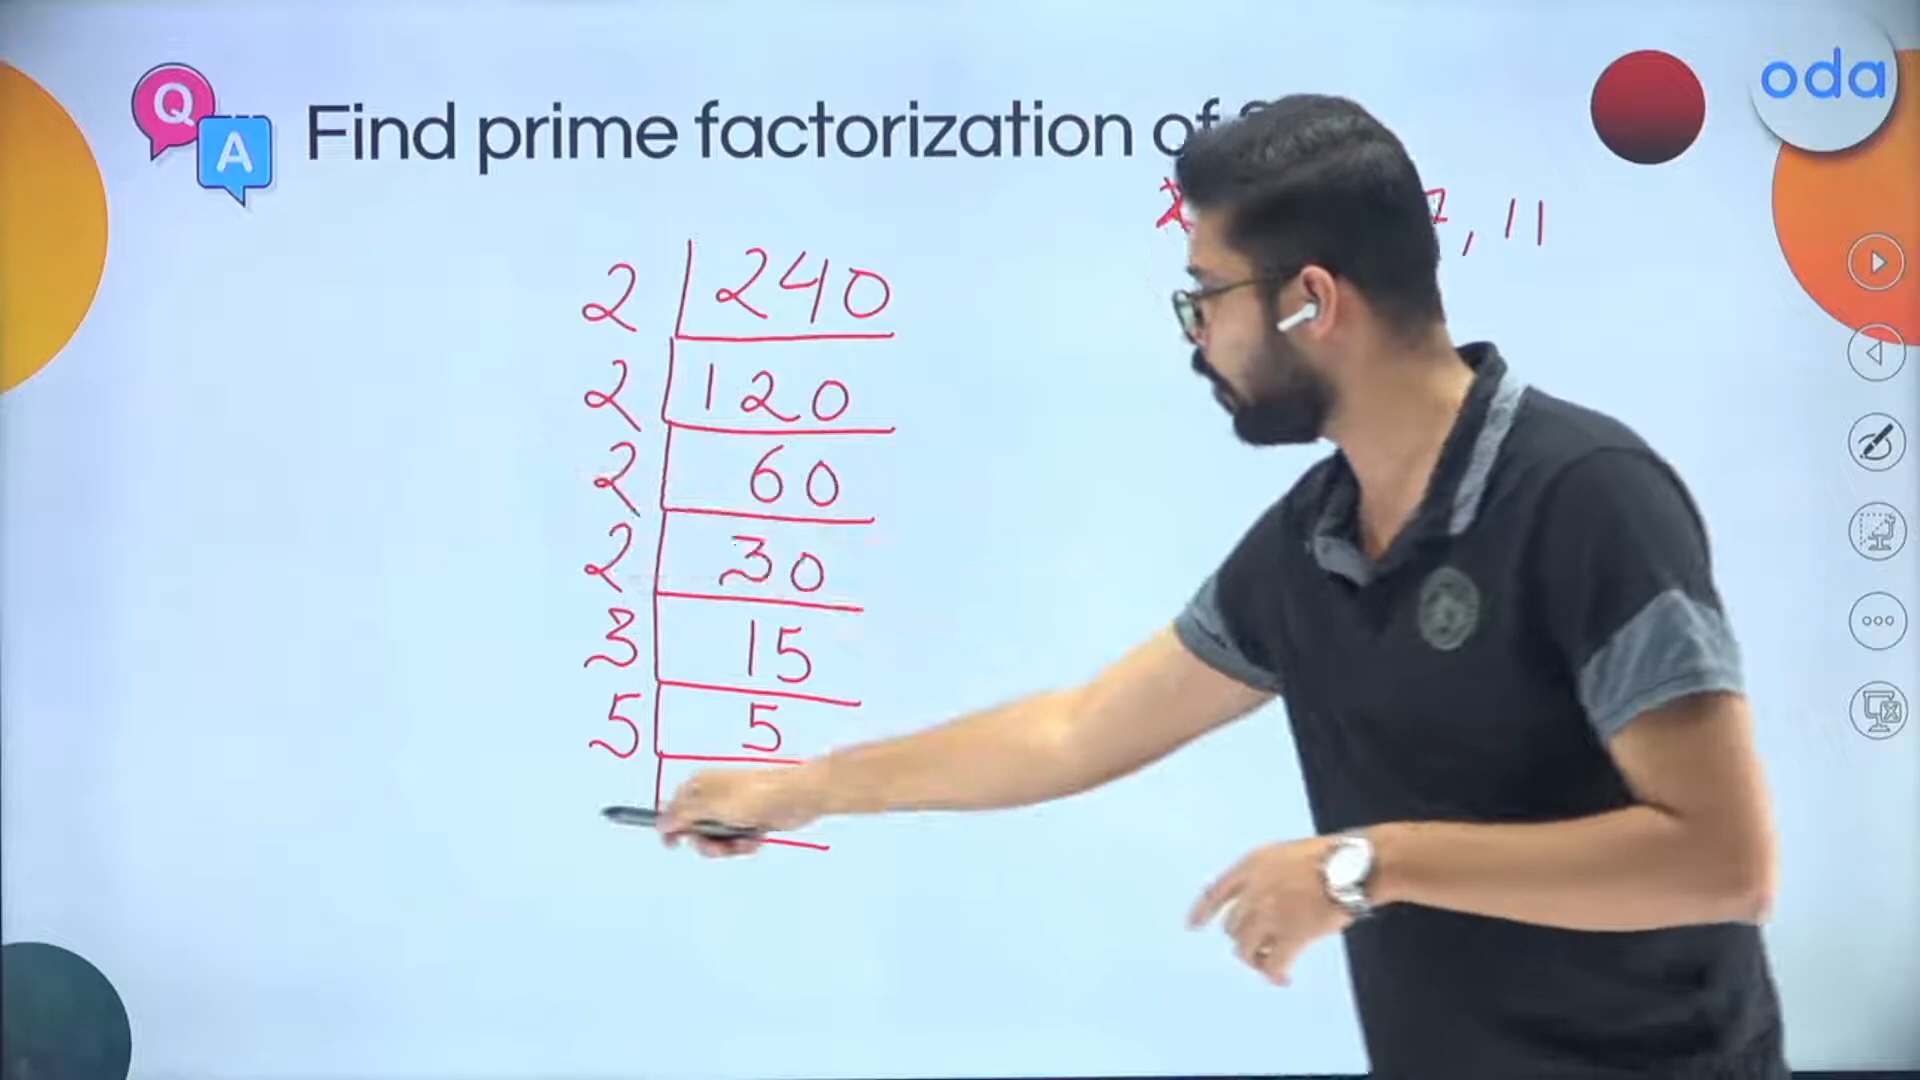 oda
Q
A
Find prime factorization of
, 11
2 240
2 120
2 60
2 30
3 15
5 5